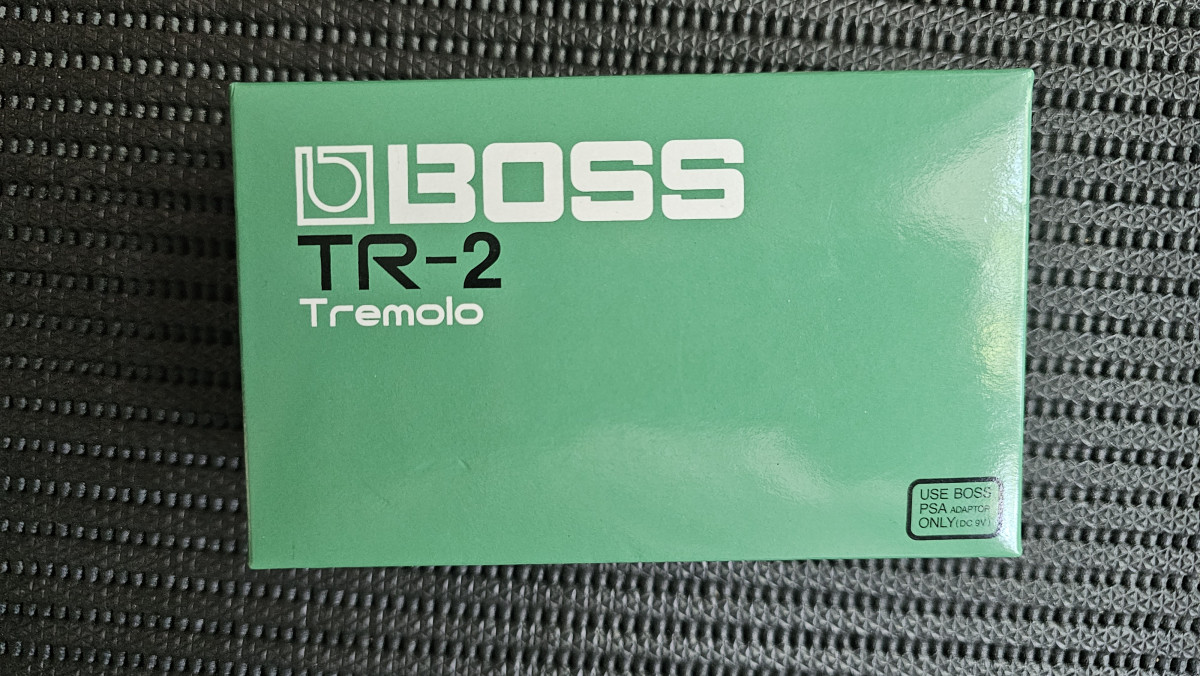 BOSS
TR-2
Tremolo
USE BOSS
PSA ADAPTOR
ONLY(DC 9V)